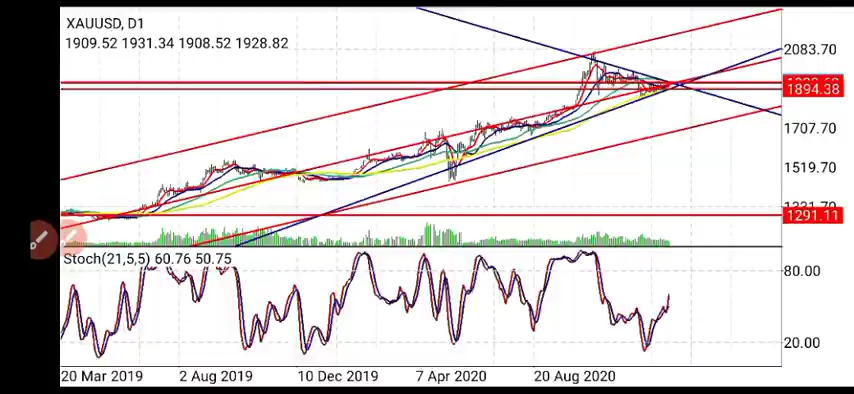 XAUUSD, D1
1909.52 1931.34 1908.52 1928.82
2083.70
1894.38
1707.70
1519.70
1291.11
Stoch(21,5,5) 60.76 50.75
80.00
20.00
20 Mar 2019 2 Aug 2019 10 Dec 2019 7 Apr 2020 20 Aug 2020